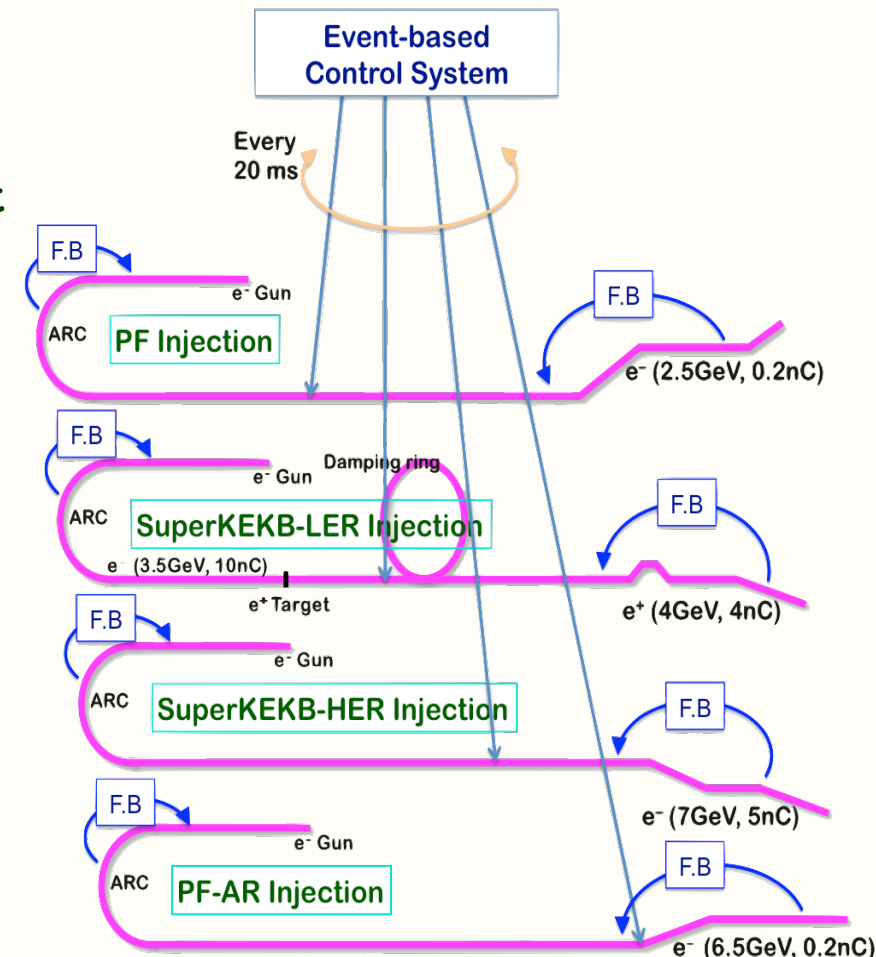 Event-based
Control System
Every
20 ms
F.B
e⁻ Gun
ARC
PF Injection
F.B
e⁻ (2.5GeV, 0.2nC)
F.B
e⁻ Gun
Damping ring
ARC
SuperKEKB-LER Injection
F.B
e⁻ (3.5GeV, 10nC)
e⁺ Target
e⁺ (4GeV, 4nC)
F.B
e⁻ Gun
ARC
SuperKEKB-HER Injection
F.B
e⁻ (7GeV, 5nC)
F.B
e⁻ Gun
ARC
PF-AR Injection
F.B
e⁻ (6.5GeV, 0.2nC)